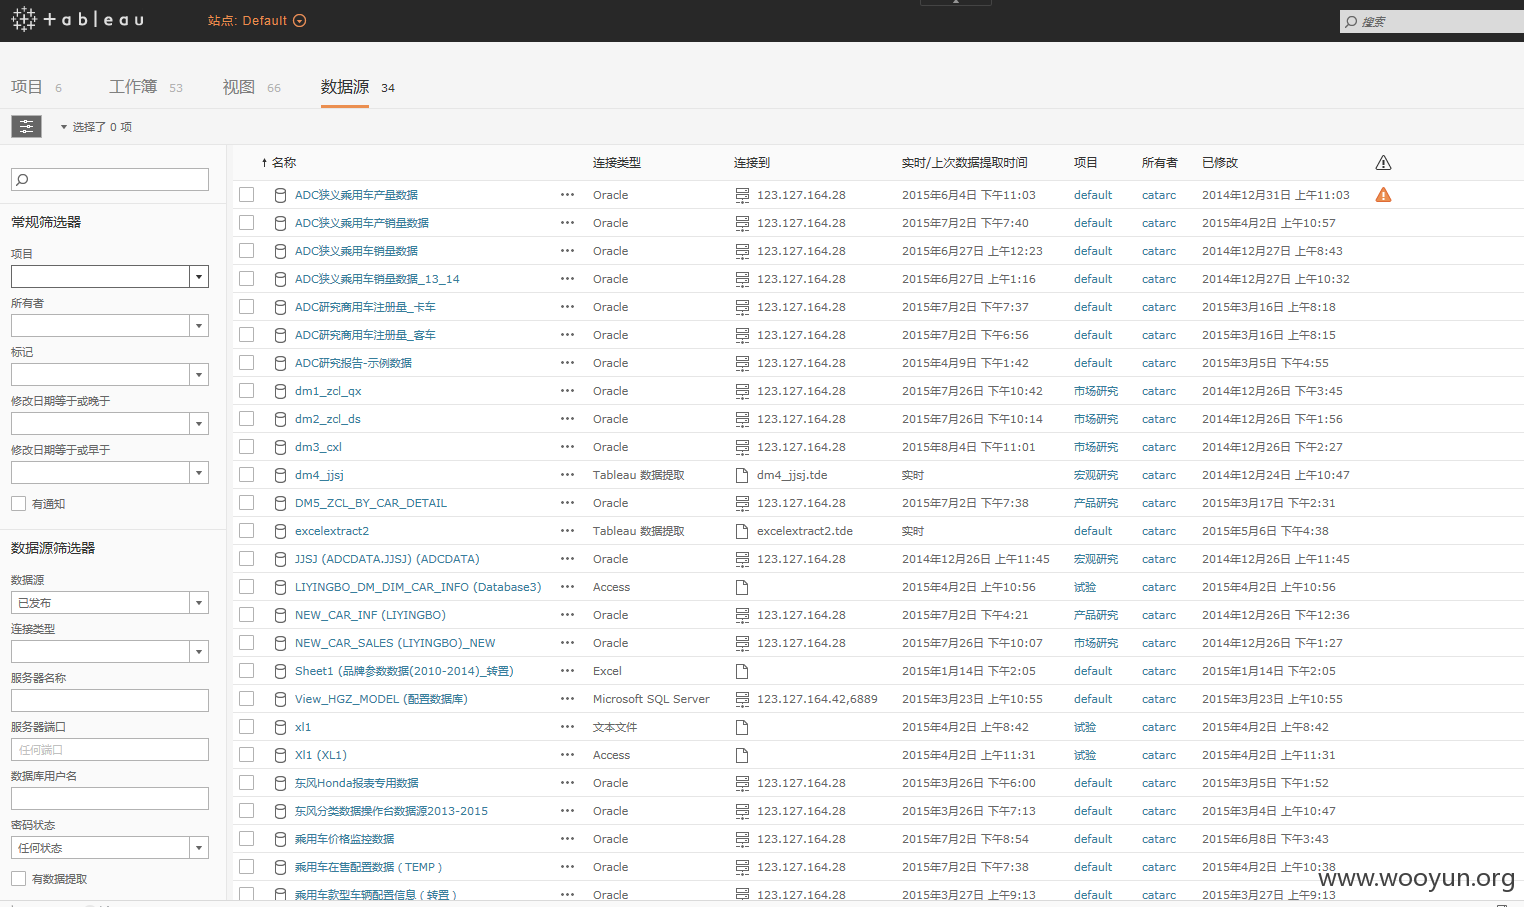 tableau
站点: Default
搜索
项目 6 工作簿 53 视图 66 数据源 34
选择了 0 项
常规筛选器
项目
所有者
标记
修改日期等于或晚于
修改日期等于或早于
有通知
数据源筛选器
数据源
已发布
连接类型
服务器名称
服务器端口
任何端口
数据库用户名
密码状态
任何状态
有数据提取
↑ 名称 连接类型 连接到 实时/上次数据提取时间 项目 所有者 已修改
ADC狭义乘用车产量数据 ••• Oracle 123.127.164.28 2015年6月4日 下午11:03 default catarc 2014年12月31日 上午11:03
ADC狭义乘用车产销量数据 ••• Oracle 123.127.164.28 2015年7月2日 下午7:40 default catarc 2015年4月2日 上午10:57
ADC狭义乘用车销量数据 ••• Oracle 123.127.164.28 2015年6月27日 上午12:23 default catarc 2014年12月27日 上午8:43
ADC狭义乘用车销量数据_13_14 ••• Oracle 123.127.164.28 2015年6月27日 上午1:16 default catarc 2014年12月27日 上午10:32
ADC研究商用车注册量_卡车 ••• Oracle 123.127.164.28 2015年7月2日 下午7:37 default catarc 2015年3月16日 上午8:18
ADC研究商用车注册量_客车 ••• Oracle 123.127.164.28 2015年7月2日 下午6:56 default catarc 2015年3月16日 上午8:15
ADC研究报告-示例数据 ••• Oracle 123.127.164.28 2015年4月9日 下午1:42 default catarc 2015年3月5日 下午4:55
dm1_zcl_qx ••• Oracle 123.127.164.28 2015年7月26日 下午10:42 市场研究 catarc 2014年12月26日 下午3:45
dm2_zcl_ds ••• Oracle 123.127.164.28 2015年7月26日 下午10:14 市场研究 catarc 2014年12月26日 下午1:56
dm3_cxl ••• Oracle 123.127.164.28 2015年8月4日 下午11:01 市场研究 catarc 2014年12月26日 下午2:27
dm4_jjsj ••• Tableau 数据提取 dm4_jjsj.tde 实时 宏观研究 catarc 2014年12月24日 上午10:47
DM5_ZCL_BY_CAR_DETAIL ••• Oracle 123.127.164.28 2015年7月2日 下午7:38 产品研究 catarc 2015年3月17日 下午2:31
excelextract2 ••• Tableau 数据提取 excelextract2.tde 实时 default catarc 2015年5月6日 下午4:38
JJSJ (ADCDATA.JJSJ) (ADCDATA) ••• Oracle 123.127.164.28 2014年12月26日 上午11:45 宏观研究 catarc 2014年12月26日 上午11:45
LIYINGBO_DM_DIM_CAR_INFO (Database3) ••• Access 2015年4月2日 上午10:56 试验 catarc 2015年4月2日 上午10:56
NEW_CAR_INF (LIYINGBO) ••• Oracle 123.127.164.28 2015年7月2日 下午4:21 产品研究 catarc 2014年12月26日 下午12:36
NEW_CAR_SALES (LIYINGBO)_NEW ••• Oracle 123.127.164.28 2015年7月26日 下午10:07 市场研究 catarc 2014年12月26日 下午1:27
Sheet1 (品牌参数数据(2010-2014)_转置) ••• Excel 2015年1月14日 下午2:05 default catarc 2015年1月14日 下午2:05
View_HGZ_MODEL (配置数据库) ••• Microsoft SQL Server 123.127.164.42,6889 2015年3月23日 上午10:55 default catarc 2015年3月23日 上午10:55
xl1 ••• 文本文件 2015年4月2日 上午8:42 试验 catarc 2015年4月2日 上午8:42
Xl1 (XL1) ••• Access 2015年4月2日 上午11:31 试验 catarc 2015年4月2日 上午11:31
东风Honda报表专用数据 ••• Oracle 123.127.164.28 2015年3月26日 下午6:00 default catarc 2015年3月5日 下午1:52
东风分类数据操作台数据源2013-2015 ••• Oracle 123.127.164.28 2015年3月26日 下午7:13 default catarc 2015年3月4日 上午10:47
乘用车价格监控数据 ••• Oracle 123.127.164.28 2015年7月2日 下午8:54 default catarc 2015年6月8日 下午3:43
乘用车在售配置数据 ( TEMP ) ••• Oracle 123.127.164.28 2015年7月2日 下午7:38 default catarc 2015年4月2日 上午10:38
乘用车款型车辆配置信息 ( 转置 ) ••• Oracle 123.127.164.28 2015年3月27日 上午9:13 default catarc 2015年3月27日 上午9:13
www.wooyun.org